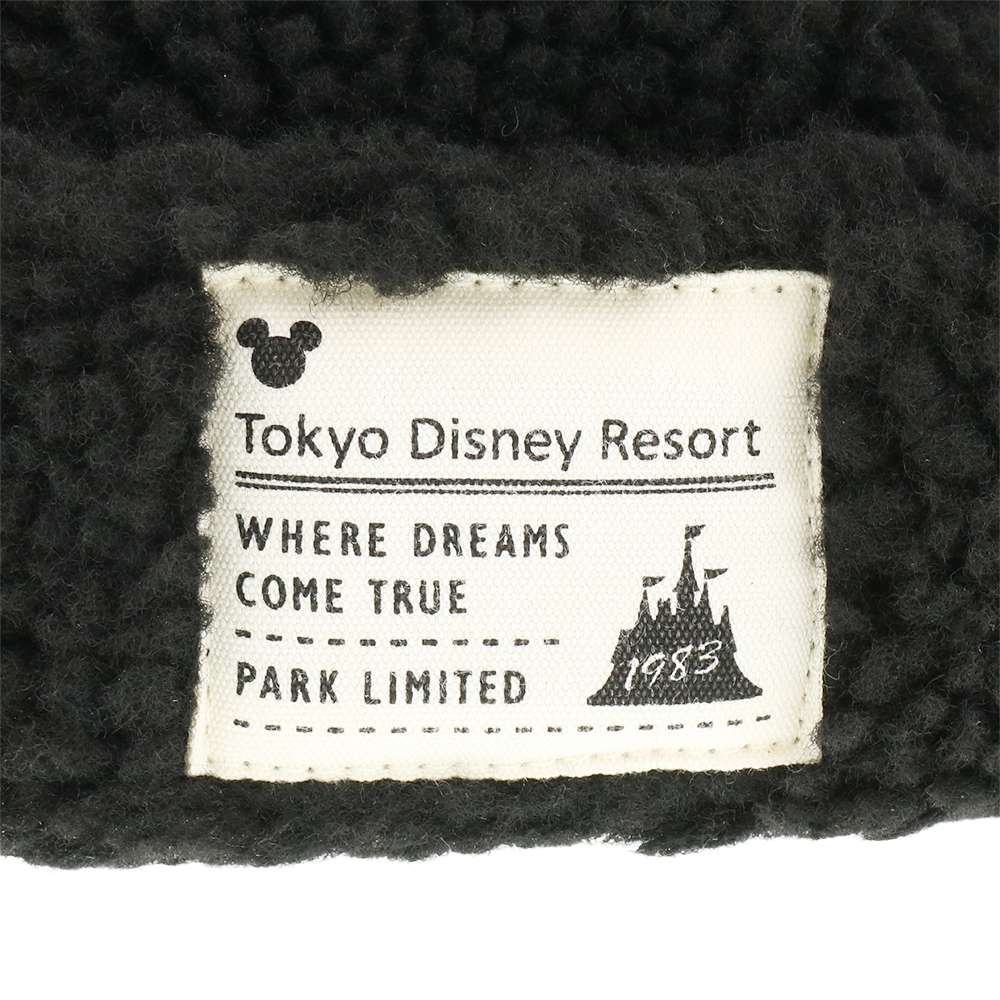 Tokyo Disney Resort
WHERE DREAMS
COME TRUE
PARK LIMITED
1983